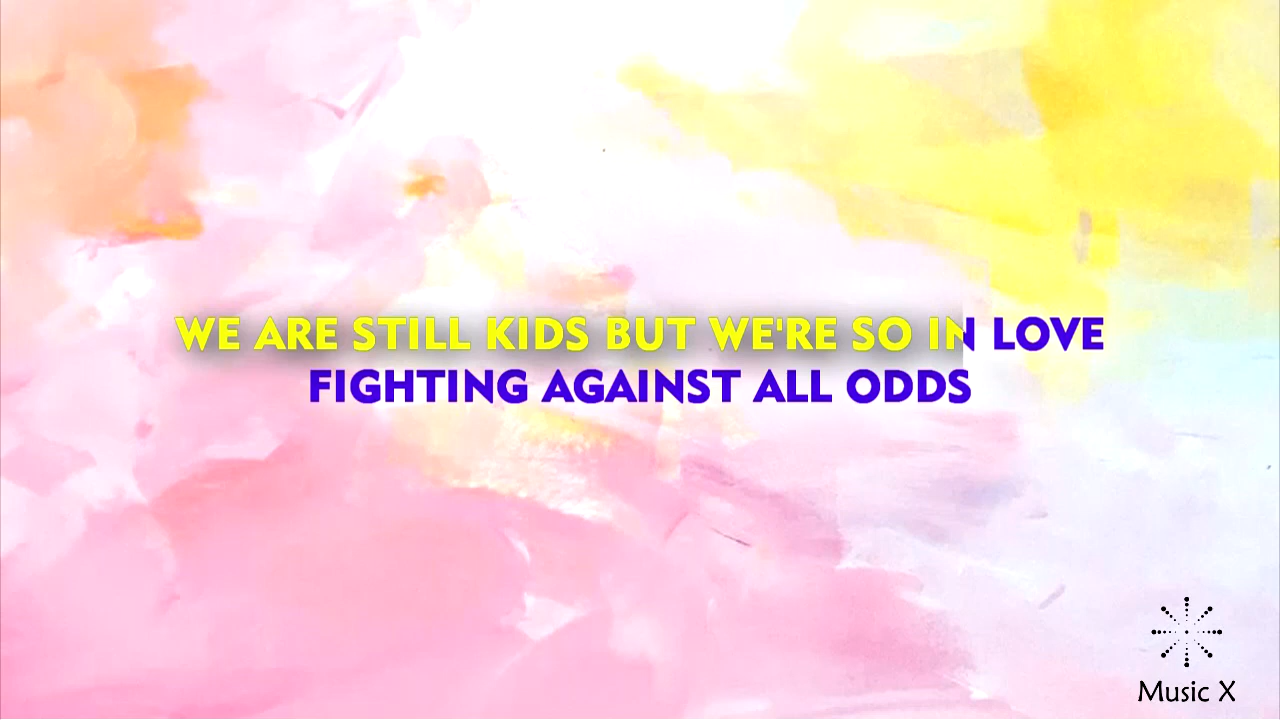 WE ARE STILL KIDS BUT WE'RE SO IN LOVE
FIGHTING AGAINST ALL ODDS
Music X